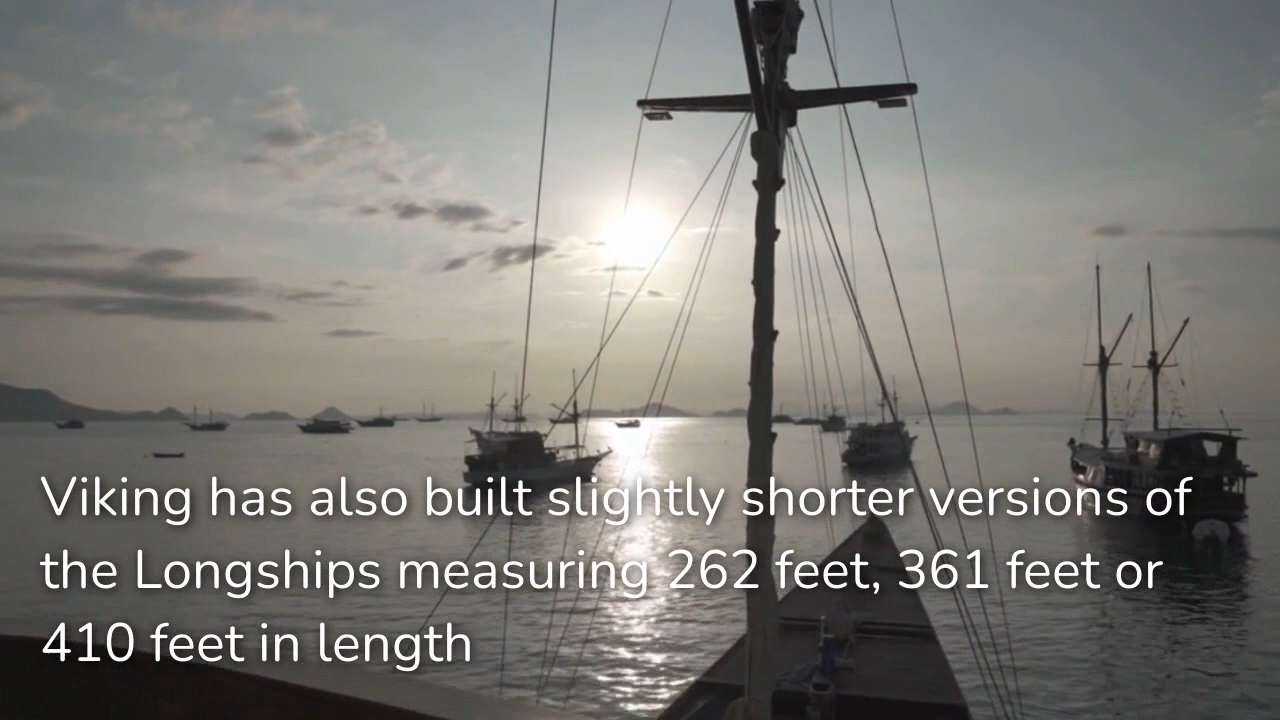 Viking has also built slightly shorter versions of
the Longships measuring 262 feet, 361 feet or
410 feet in length